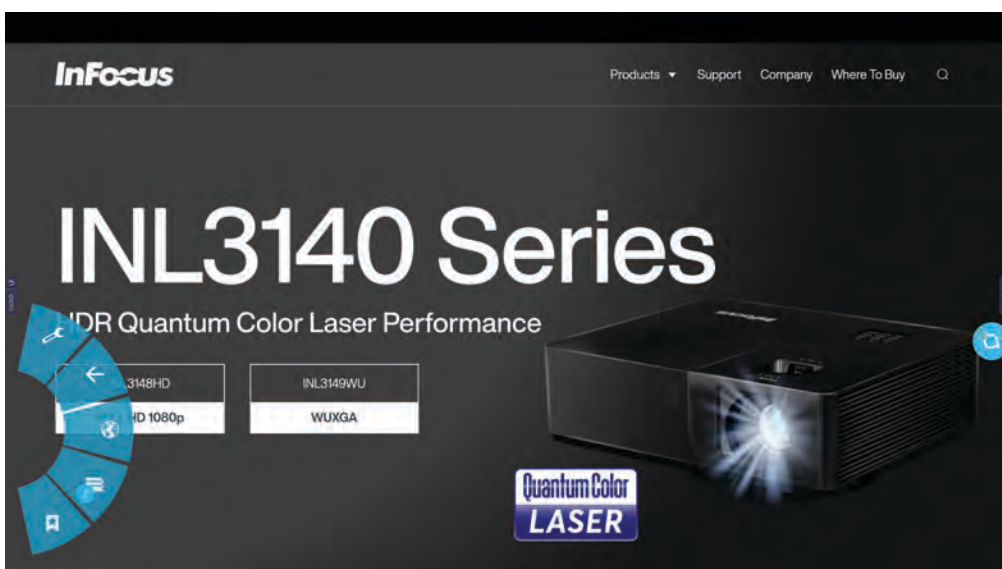 InFocus
Products Support Company Where To Buy
INL3140 Series
HDR Quantum Color Laser Performance
3148HD INL3149WU
HD 1080p WUXGA
Quantum Color
LASER